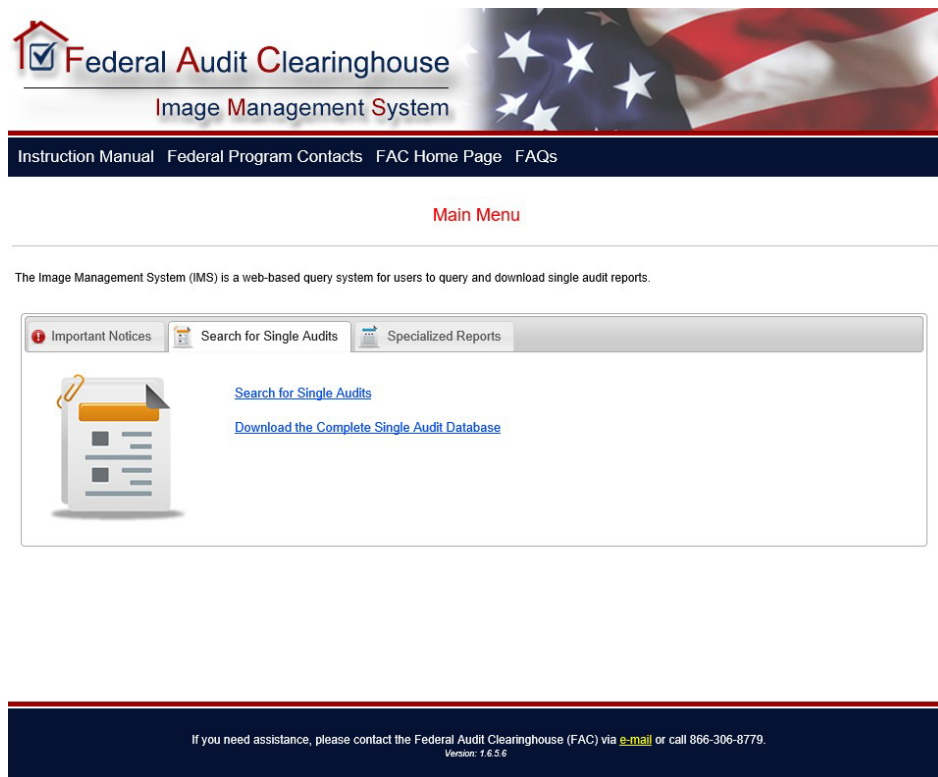 Federal Audit Clearinghouse
Image Management System
Instruction Manual Federal Program Contacts FAC Home Page FAQs
Main Menu
The Image Management System (IMS) is a web-based query system for users to query and download single audit reports.
Important Notices Search for Single Audits Specialized Reports
Search for Single Audits
Download the Complete Single Audit Database
If you need assistance, please contact the Federal Audit Clearinghouse (FAC) via e-mail or call 866-306-8779.
Version: 1.6.5.6